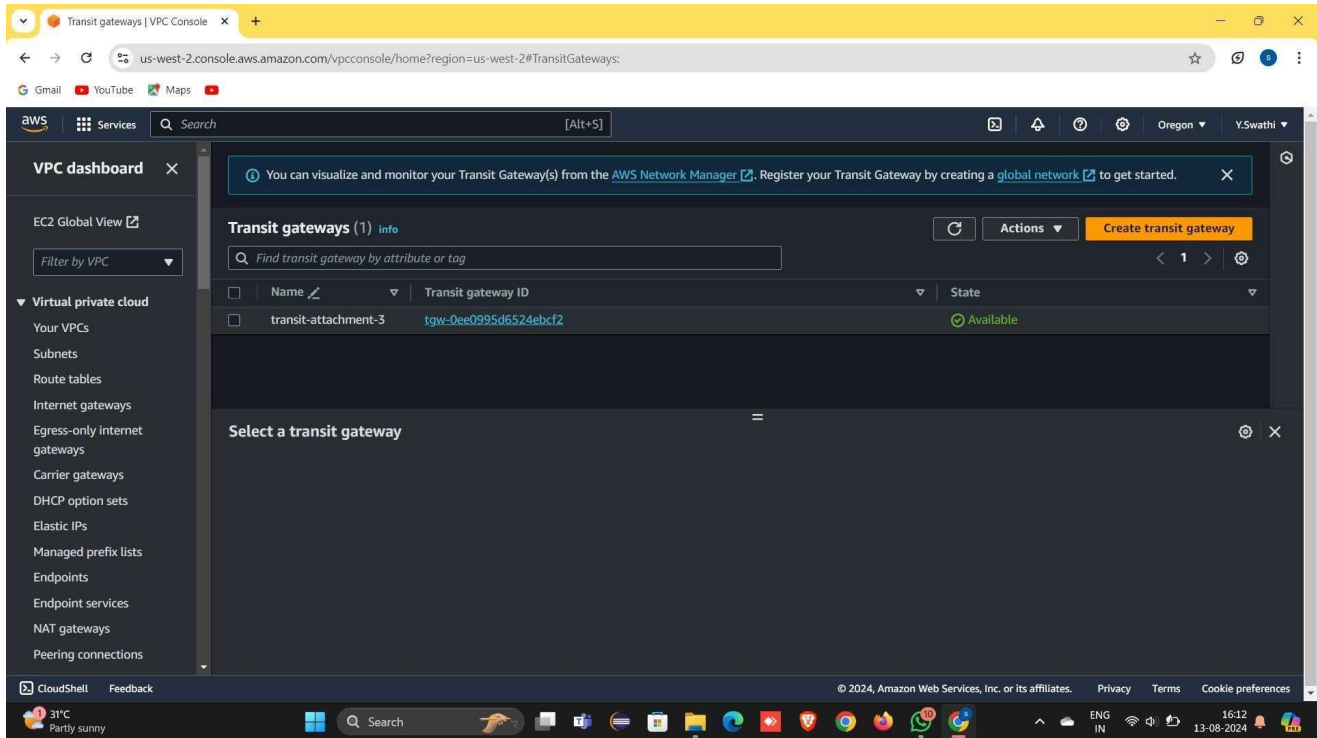 Transit gateways | VPC Console
us-west-2.console.aws.amazon.com/vpcconsole/home?region=us-west-2#TransitGateways:
S
Gmail YouTube Maps
aws Services Search [Alt+S] Oregon Y.Swathi
VPC dashboard
You can visualize and monitor your Transit Gateway(s) from the AWS Network Manager. Register your Transit Gateway by creating a global network to get started.
EC2 Global View
Filter by VPC
Virtual private cloud
Your VPCs
Subnets
Route tables
Internet gateways
Egress-only internet
gateways
Carrier gateways
DHCP option sets
Elastic IPs
Managed prefix lists
Endpoints
Endpoint services
NAT gateways
Peering connections
Transit gateways (1) info
Actions Create transit gateway
Find transit gateway by attribute or tag
1
Name Transit gateway ID State
transit-attachment-3 tgw-0ee0995d6524ebcf2 Available
Select a transit gateway
CloudShell Feedback © 2024, Amazon Web Services, Inc. or its affiliates. Privacy Terms Cookie preferences
1
31°C
Partly sunny
Search
10
ENG
IN
16:12
13-08-2024
PRE